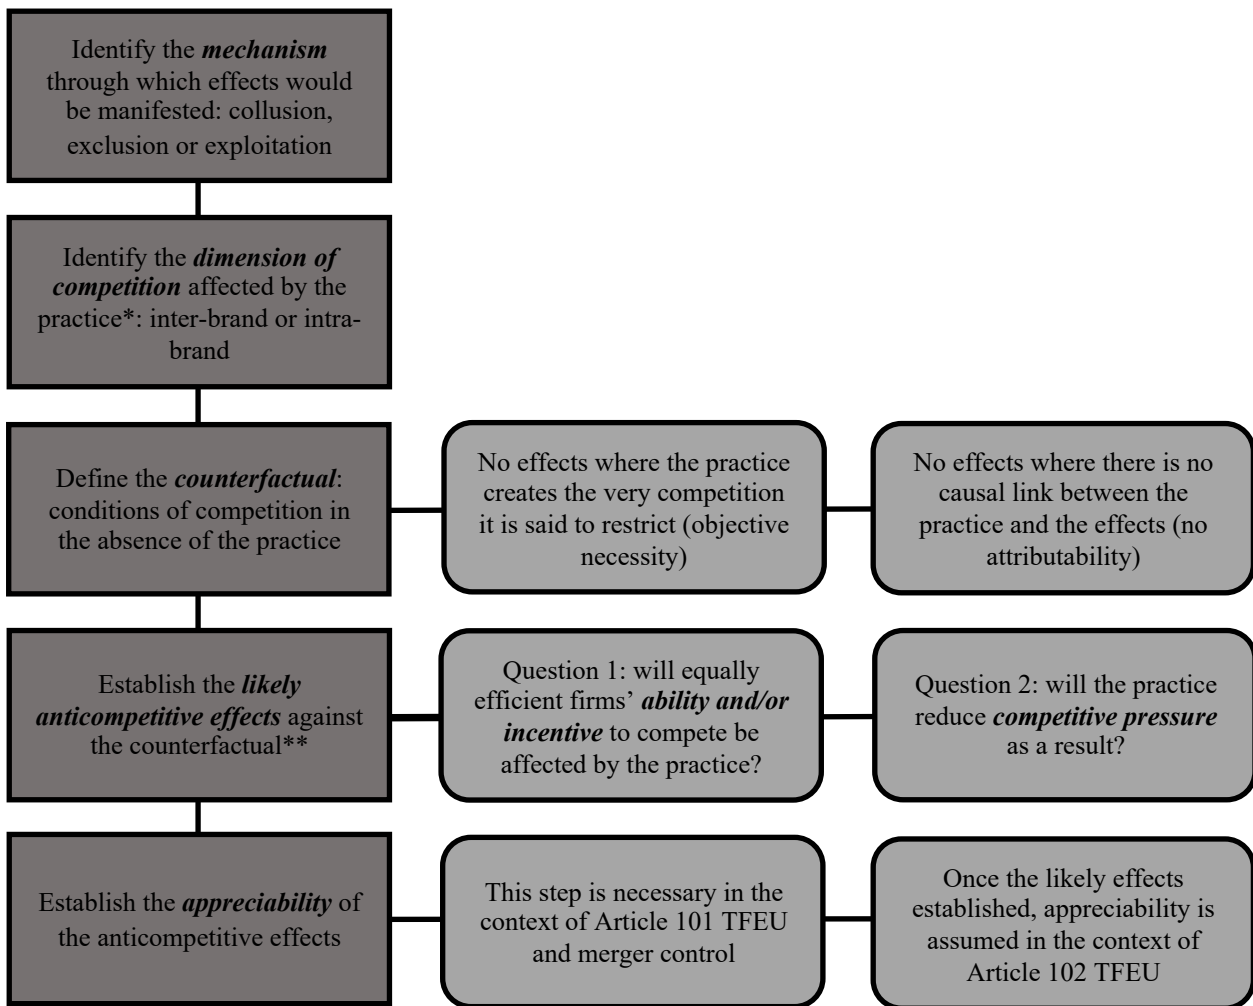 Identify the mechanism
through which effects would
be manifested: collusion,
exclusion or exploitation
Identify the dimension of
competition affected by the
practice*: inter-brand or intra-
brand
Define the counterfactual:
conditions of competition in
the absence of the practice
No effects where the practice
creates the very competition
it is said to restrict (objective
necessity)
No effects where there is no
causal link between the
practice and the effects (no
attributability)
Establish the likely
anticompetitive effects against
the counterfactual**
Question 1: will equally
efficient firms’ ability and/or
incentive to compete be
affected by the practice?
Question 2: will the practice
reduce competitive pressure
as a result?
Establish the appreciability of
the anticompetitive effects
This step is necessary in the
context of Article 101 TFEU
and merger control
Once the likely effects
established, appreciability is
assumed in the context of
Article 102 TFEU